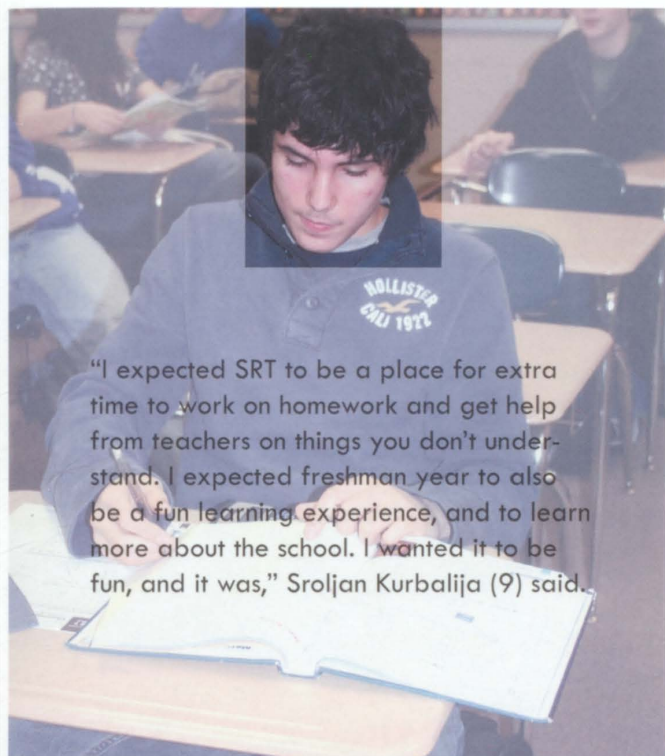 HOLLISTER
CALI 1922
“I expected SRT to be a place for extra
time to work on homework and get help
from teachers on things you don’t under-
stand. I expected freshman year to also
be a fun learning experience, and to learn
more about the school. I wanted it to be
fun, and it was,” Sroljan Kurbalija (9) said.